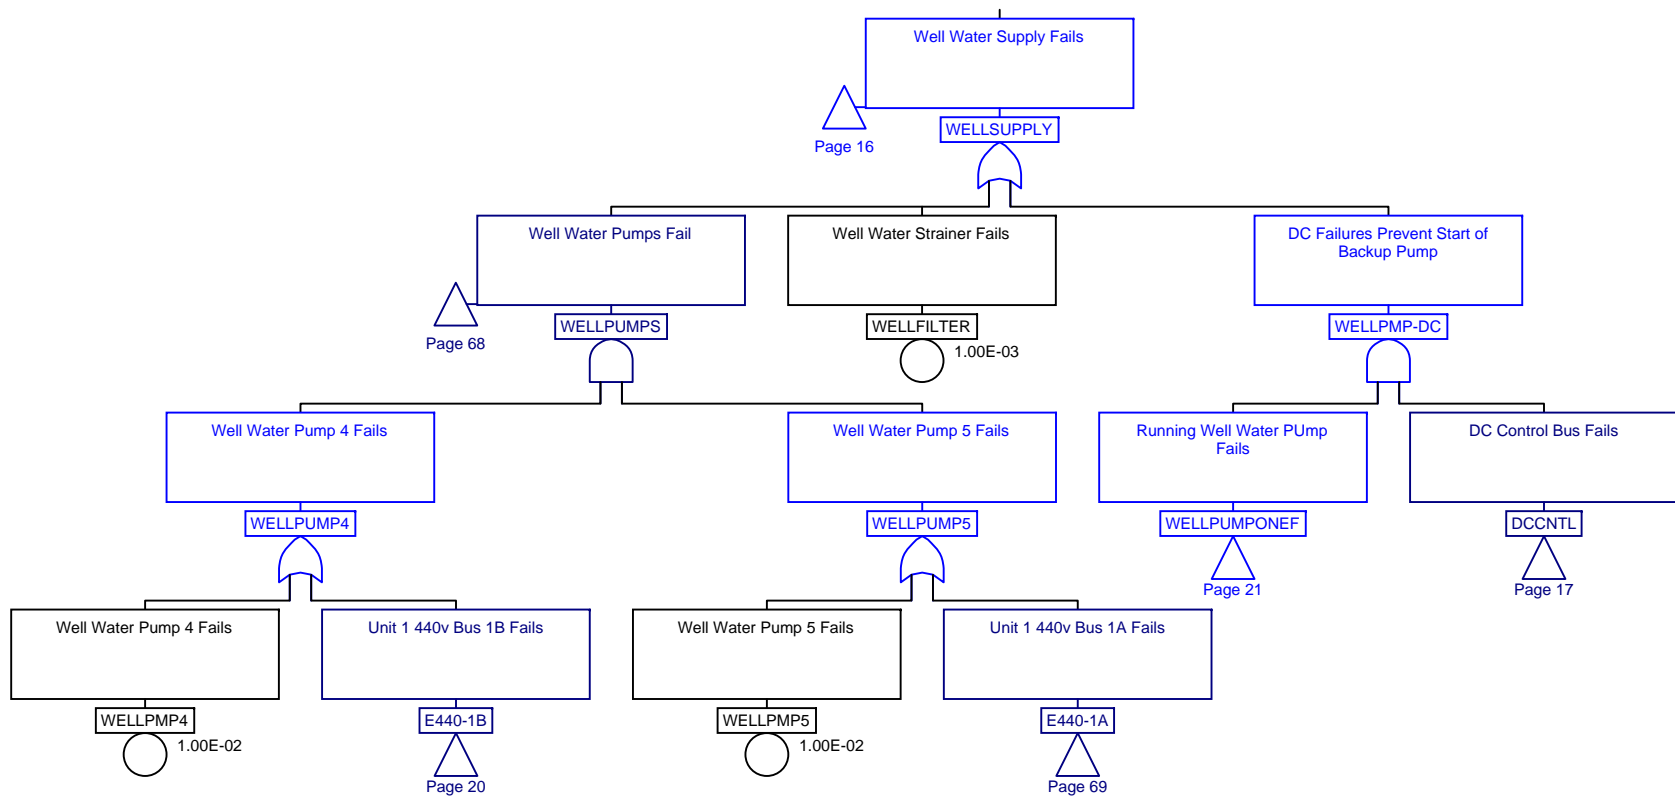 Well Water Supply Fails
Page 16
WELLSUPPLY
Well Water Pumps Fail
Page 68
WELLPUMPS
Well Water Strainer Fails
WELLFILTER
1.00E-03
DC Failures Prevent Start of
Backup Pump
WELLPMP-DC
Well Water Pump 4 Fails
WELLPUMP4
Well Water Pump 5 Fails
WELLPUMP5
Running Well Water PUmp
Fails
WELLPUMPONEF
Page 21
DC Control Bus Fails
DCCNTL
Page 17
Well Water Pump 4 Fails
WELLPMP4
1.00E-02
Unit 1 440v Bus 1B Fails
E440-1B
Page 20
Well Water Pump 5 Fails
WELLPMP5
1.00E-02
Unit 1 440v Bus 1A Fails
E440-1A
Page 69